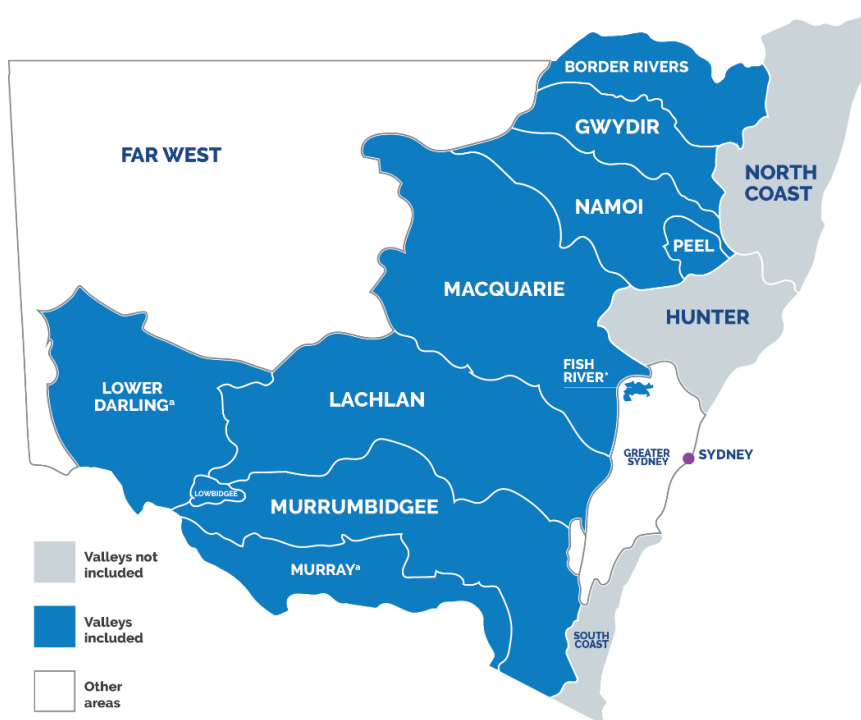 BORDER RIVERS
GWYDIR
FAR WEST
NORTH
COAST
NAMOI
PEEL
MACQUARIE
HUNTER
FISH
RIVER*
LOWER
DARLINGᵃ
LACHLAN
GREATER
SYDNEY
SYDNEY
LOWBIDGEE
MURRUMBIDGEE
MURRAYᵃ
SOUTH
COAST
Valleys not
included
Valleys
included
Other
areas